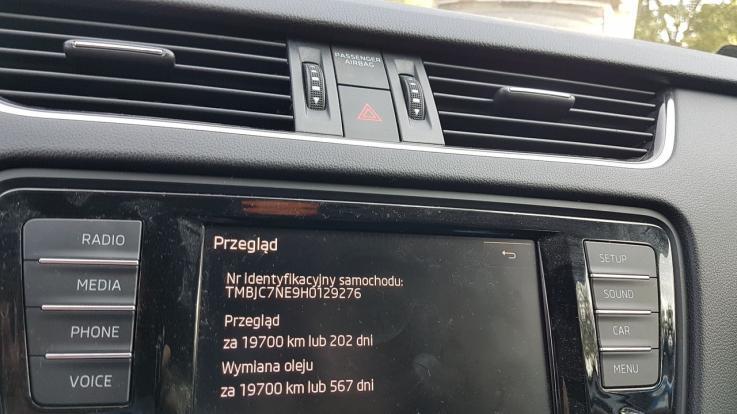 PASSENGER
AIRBAG
RADIO
MEDIA
PHONE
VOICE
Przegląd
Nr identyfikacyjny samochodu:
TMBJC7NE9H0129276
Przegląd
za 19700 km lub 202 dni
Wymiana oleju
za 19700 km lub 567 dni
SETUP
SOUND
CAR
MENU